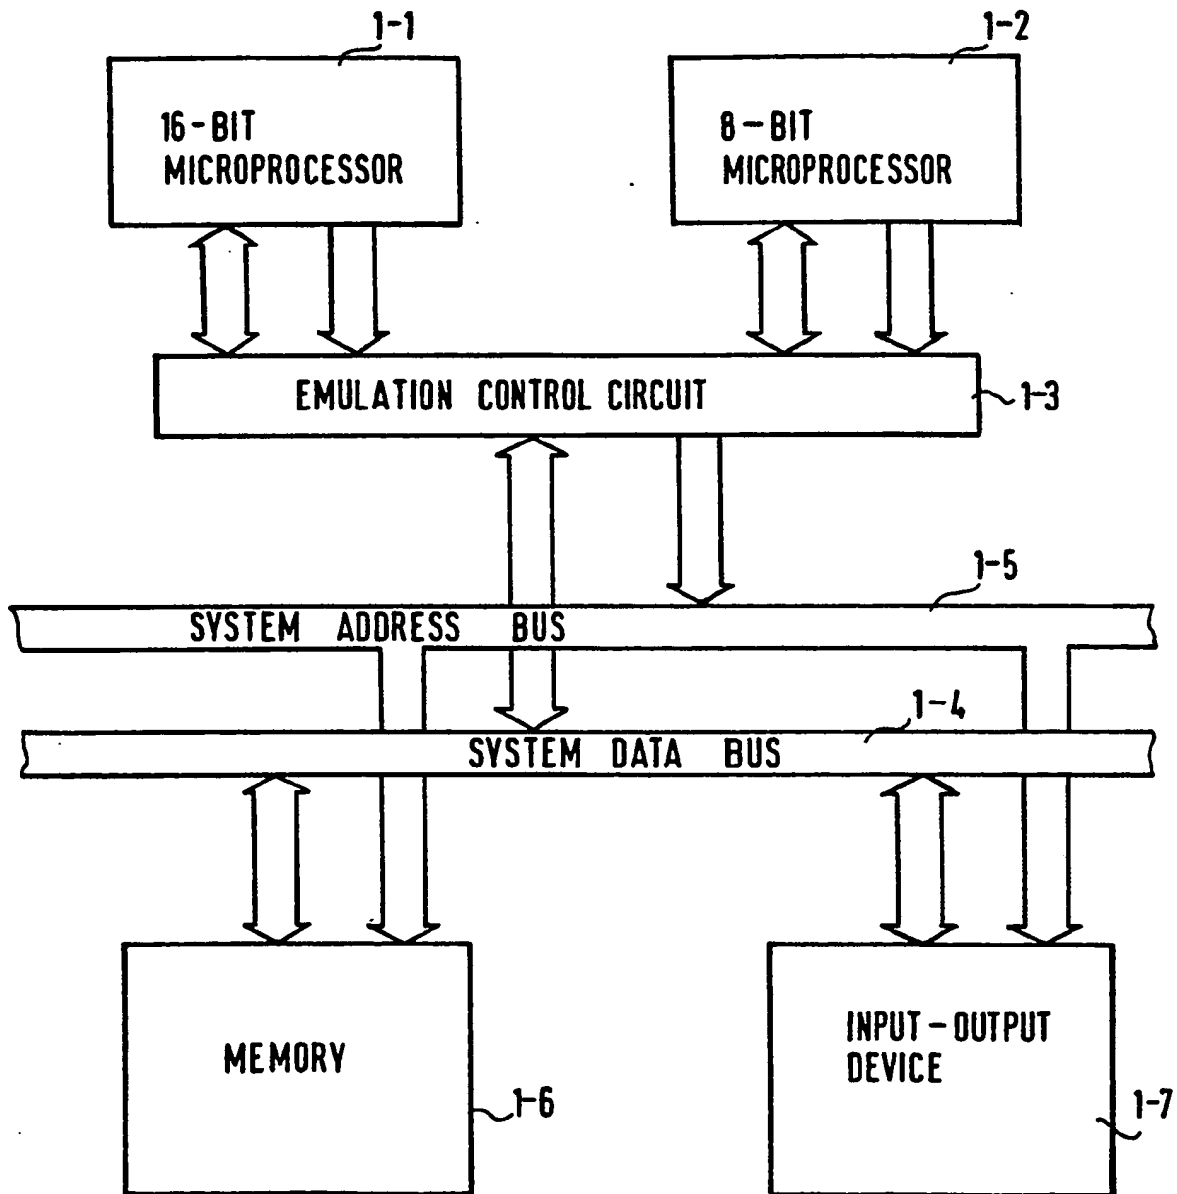 1-1
1-2
16-BIT
MICROPROCESSOR
8-BIT
MICROPROCESSOR
EMULATION CONTROL CIRCUIT
1-3
1-5
SYSTEM ADDRESS BUS
1-4
SYSTEM DATA BUS
MEMORY
1-6
INPUT-OUTPUT
DEVICE
1-7